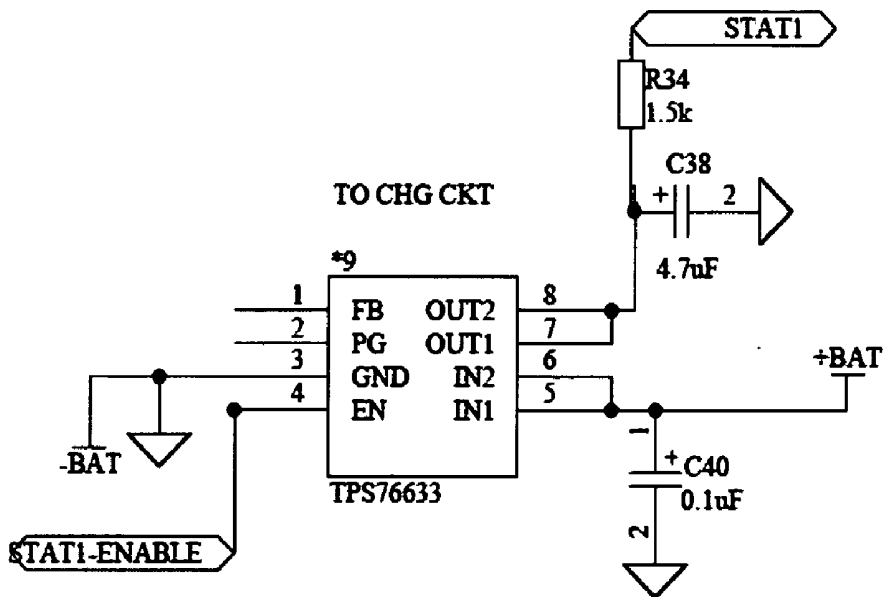 STAT1
R34
1.5k
C38
+ 2
1
4.7uF
TO CHG CKT
*9
1 FB OUT2 8
2 PG OUT1 7
3 GND IN2 6
4 EN IN1 5
+BAT
-BAT
1
+ C40
0.1uF
2
TPS76633
STAT1-ENABLE